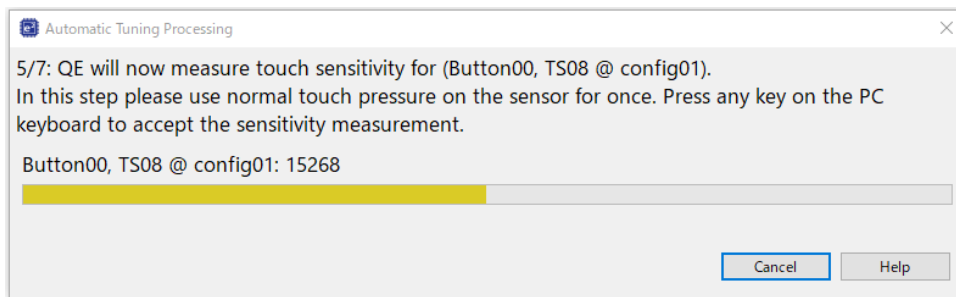 Automatic Tuning Processing
5/7: QE will now measure touch sensitivity for (Button00, TS08 @ config01).
In this step please use normal touch pressure on the sensor for once. Press any key on the PC
keyboard to accept the sensitivity measurement.
Button00, TS08 @ config01: 15268
Cancel Help